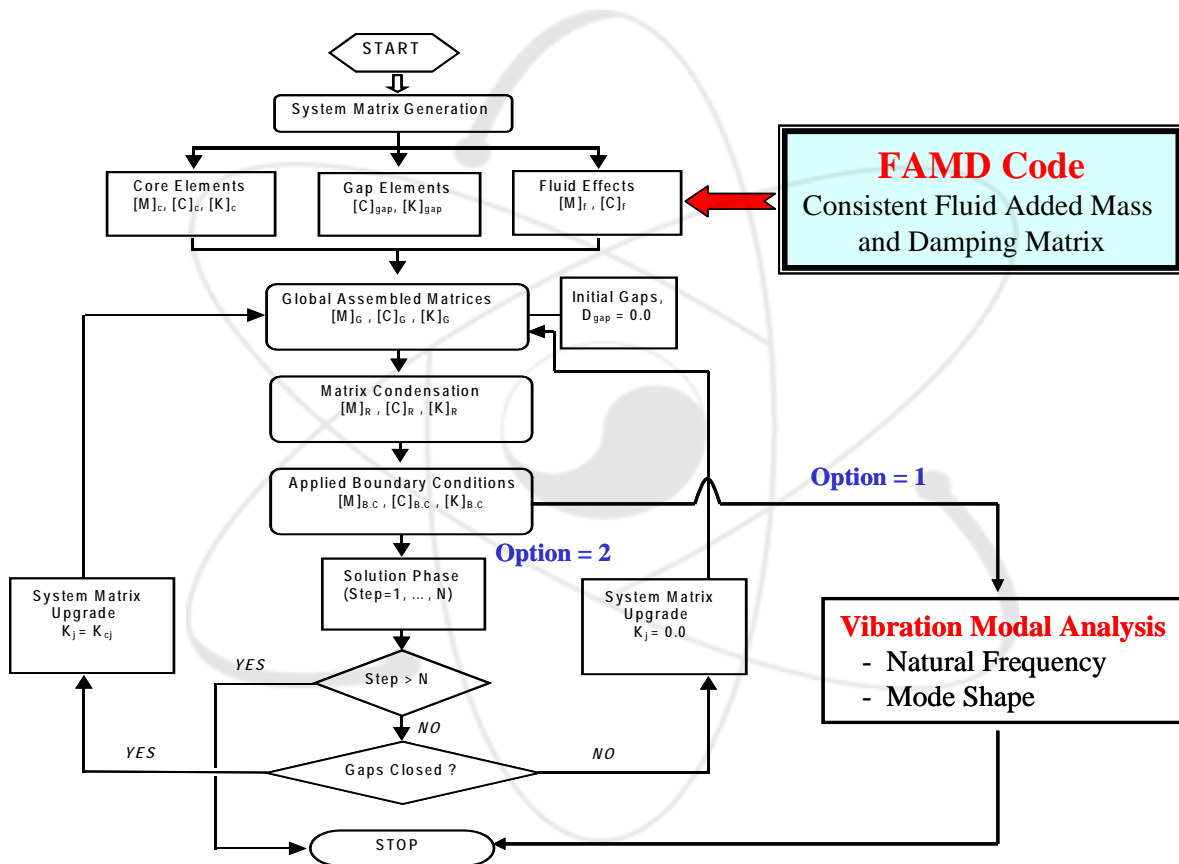 START
System Matrix Generation
Core Elements
[M]c, [C]c, [K]c
Gap Elements
[C]gap, [K]gap
Fluid Effects
[M]f , [C]f
FAMD Code
Consistent Fluid Added Mass
and Damping Matrix
Global Assembled Matrices
[M]G , [C]G , [K]G
Initial Gaps,
Dgap = 0.0
Matrix Condensation
[M]R , [C]R , [K]R
Applied Boundary Conditions
[M]B.C , [C]B.C , [K]B.C
Option = 1
Option = 2
Solution Phase
(Step=1, ... , N)
System Matrix
Upgrade
Kj = Kcj
System Matrix
Upgrade
Kj = 0.0
Vibration Modal Analysis
- Natural Frequency
- Mode Shape
YES
Step > N
NO
YES
Gaps Closed ?
NO
STOP